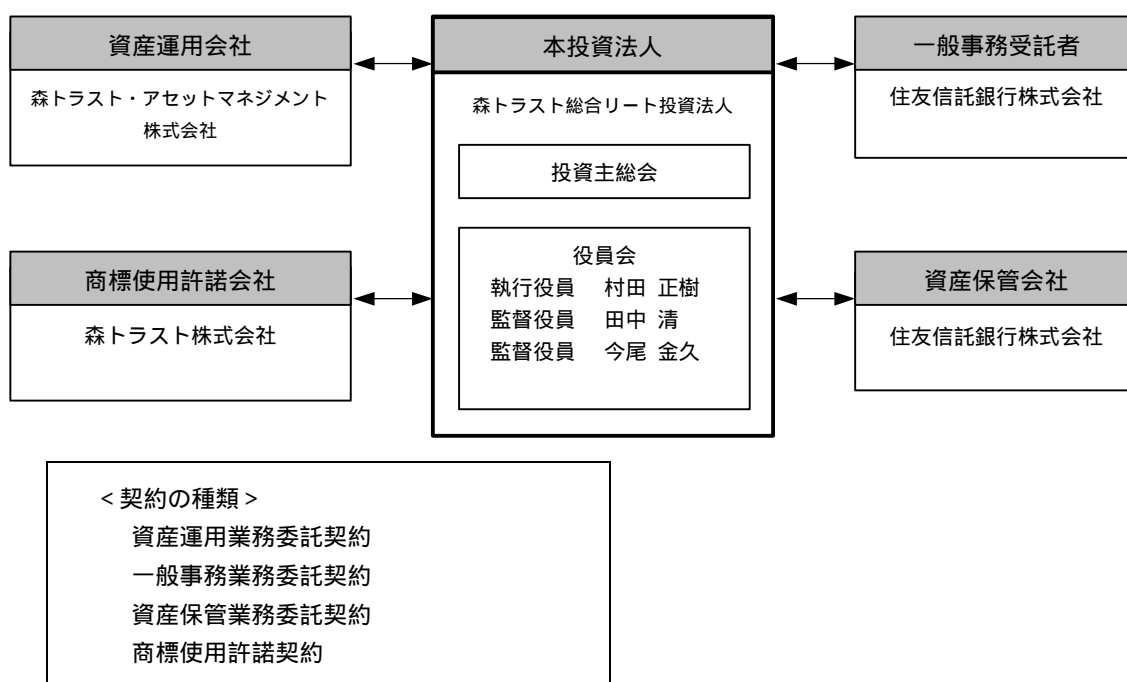 資産運用会社
森トラスト・アセットマネジメント
株式会社
本投資法人
森トラスト総合リート投資法人
投資主総会
役員会
執行役員 村田 正樹
監督役員 田中 清
監督役員 今尾 金久
一般事務受託者
住友信託銀行株式会社
商標使用許諾会社
森トラスト株式会社
資産保管会社
住友信託銀行株式会社
<契約の種類>
資産運用業務委託契約
一般事務業務委託契約
資産保管業務委託契約
商標使用許諾契約